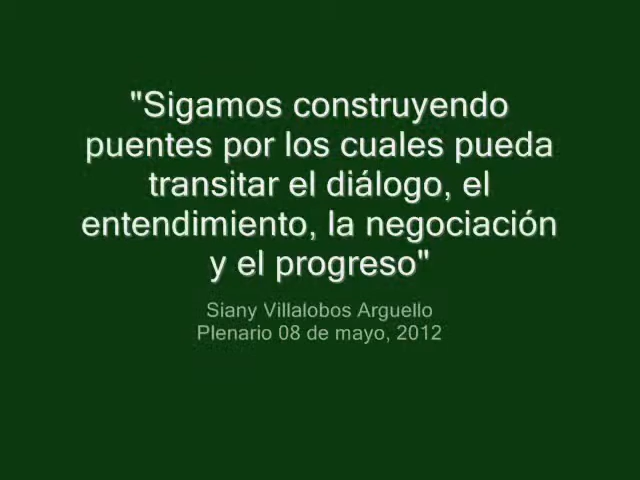 "Sigamos construyendo
puentes por los cuales pueda
transitar el diálogo, el
entendimiento, la negociación
y el progreso"
Siany Villalobos Arguello
Plenario 08 de mayo, 2012